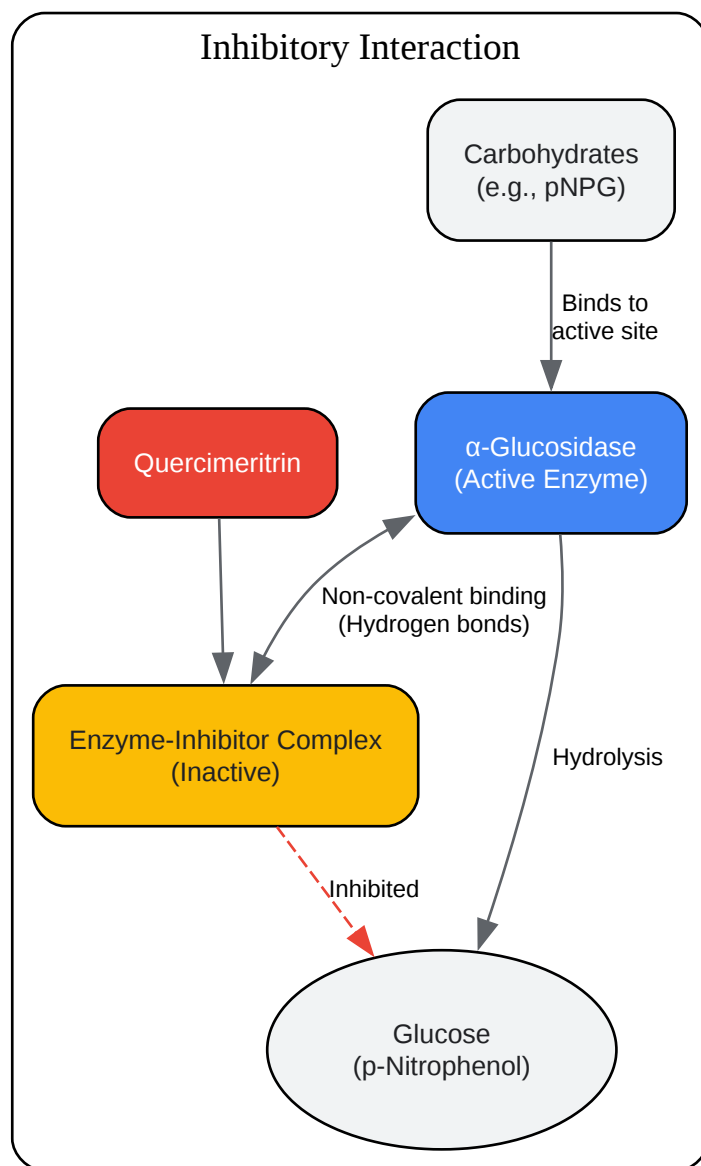 Inhibitory Interaction
Carbohydrates
(e.g., pNPG)
Binds to
active site
Quercimeritrin
α-Glucosidase
(Active Enzyme)
Non-covalent binding
(Hydrogen bonds)
Enzyme-Inhibitor Complex
(Inactive)
Hydrolysis
Inhibited
Glucose
(p-Nitrophenol)